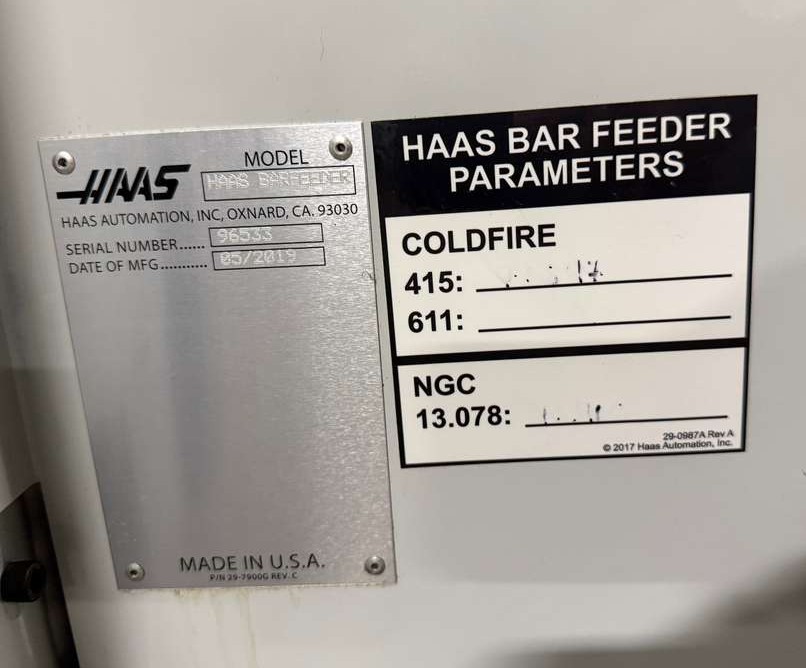 HAAS
MODEL
HAAS BARFEEDER
HAAS AUTOMATION, INC, OXNARD, CA. 93030
SERIAL NUMBER...... 96533
DATE OF MFG........... 05/2019
MADE IN U.S.A.
P/N 29-7900G REV. C
HAAS BAR FEEDER
PARAMETERS
COLDFIRE
415:
611:
NGC
13.078:
29-0987A Rev A
© 2017 Haas Automation, Inc.